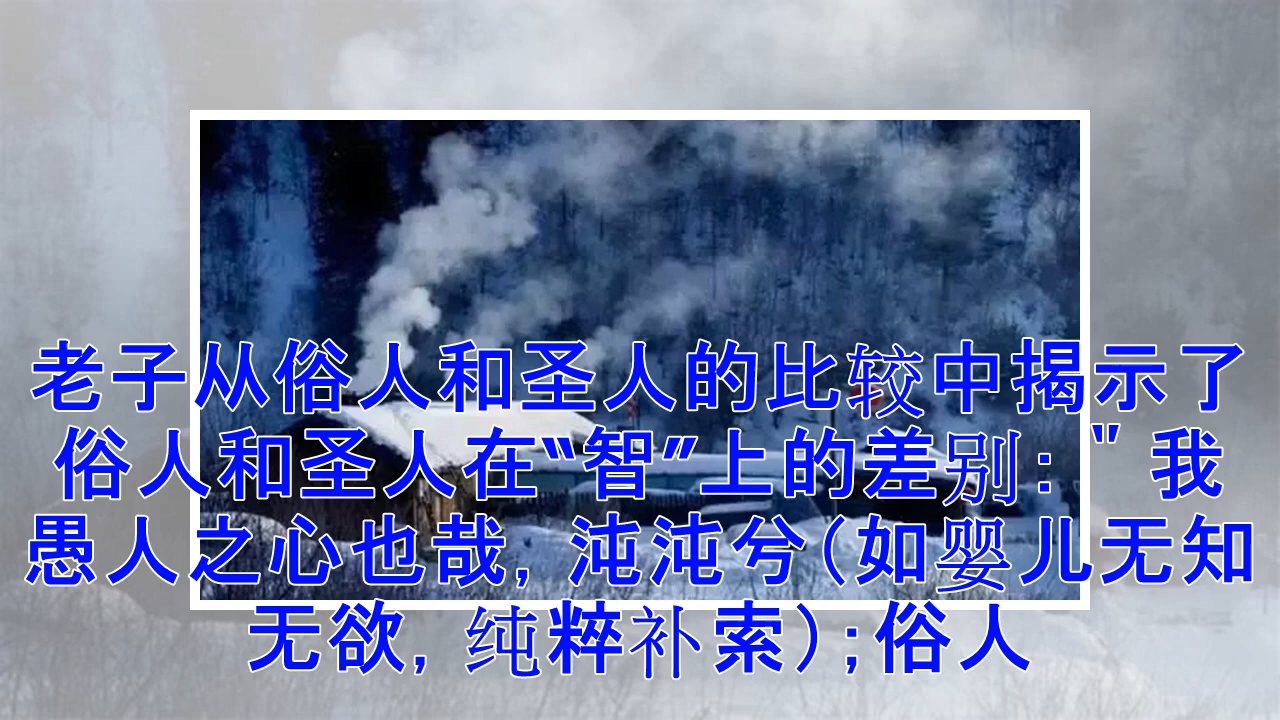 老子从俗人和圣人的比较中揭示了
俗人和圣人在“智”上的差别：＂我
愚人之心也哉，沌沌兮（如婴儿无知
无欲，纯粹补索）；俗人